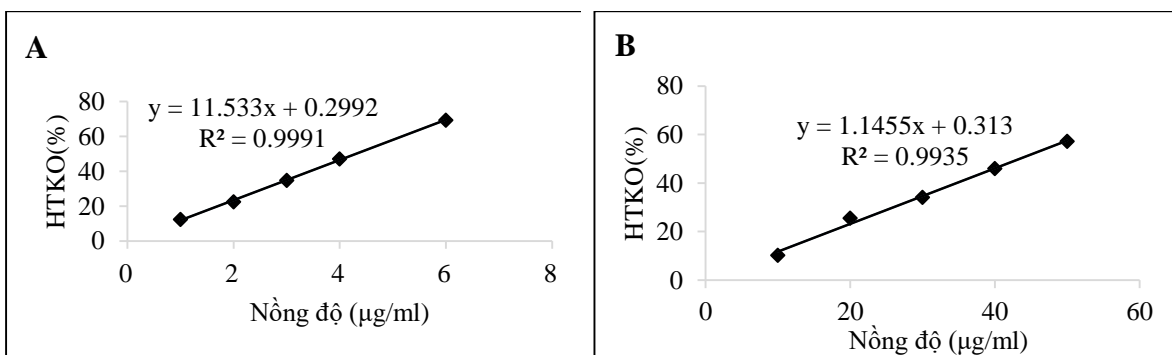 A
HTKO(%)
80
60
40
20
0
y = 11.533x + 0.2992
R² = 0.9991
0 2 4 6 8
Nồng độ (µg/ml)
B
HTKO(%)
80
60
40
20
0
y = 1.1455x + 0.313
R² = 0.9935
0 20 40 60
Nồng độ (µg/ml)